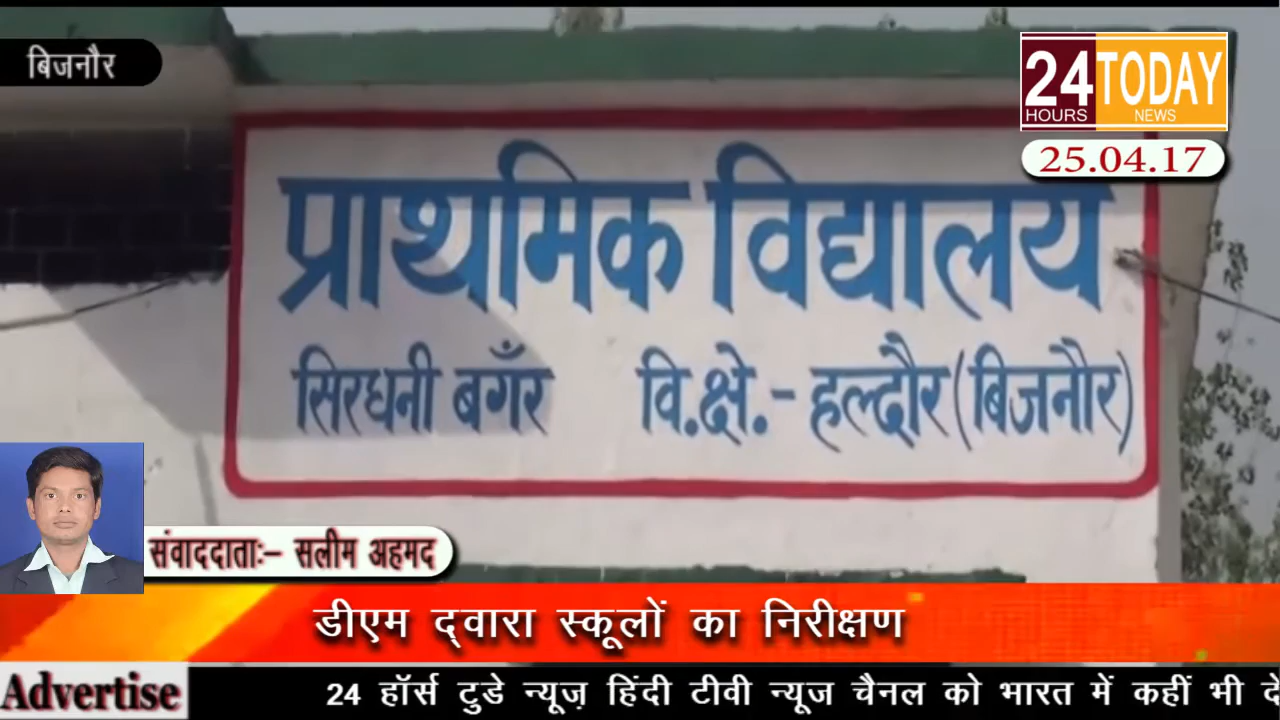 बिजनौर
24 TODAY
HOURS NEWS
25.04.17
प्राथमिक विद्यालय
सिरधनी बगँर वि.क्षे.- हल्दौर (बिजनौर)
संवाददाताः- सलीम अहमद
डीएम द्वारा स्कूलों का निरीक्षण
Advertise 24 हॉर्स टुडे न्यूज़ हिंदी टीवी न्यूज चैनल को भारत में कहीं भी